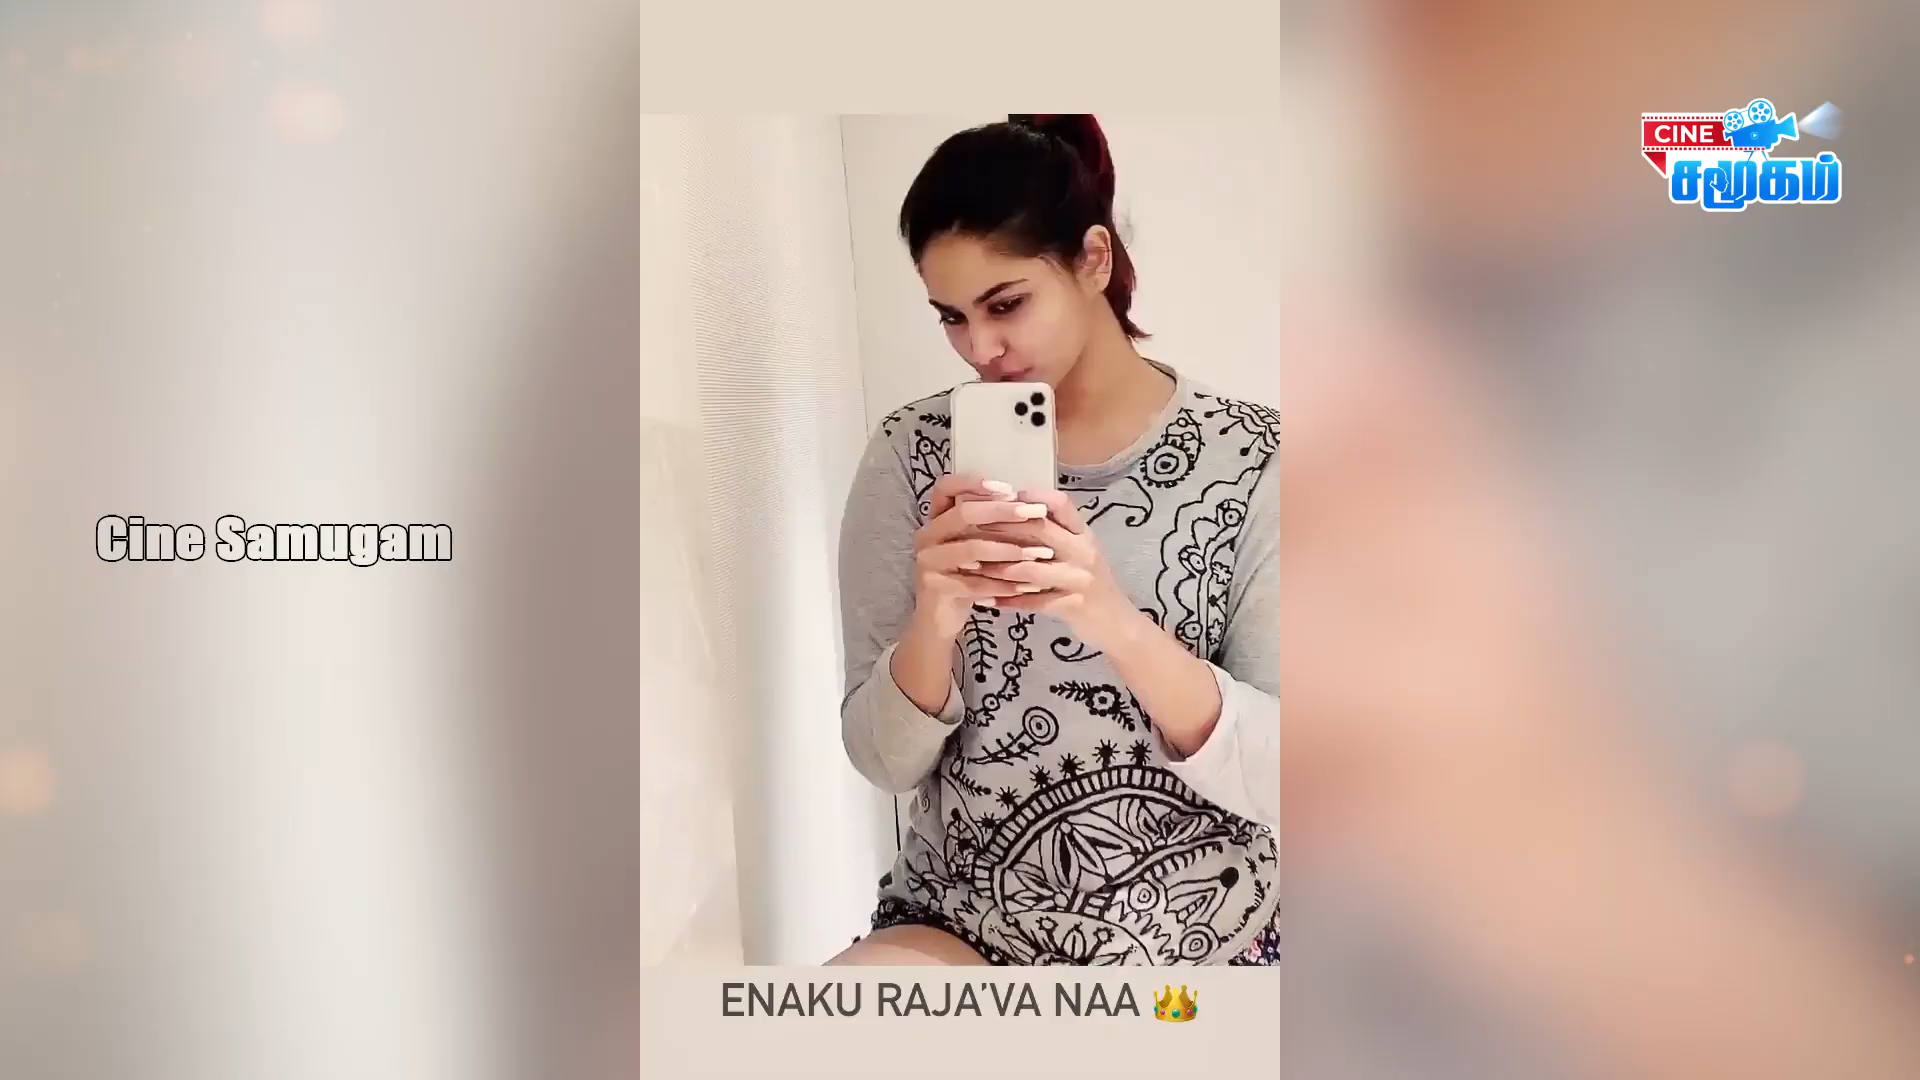 CINE
சமூகம்
Cine Samugam
ENAKU RAJA'VA NAA 👑